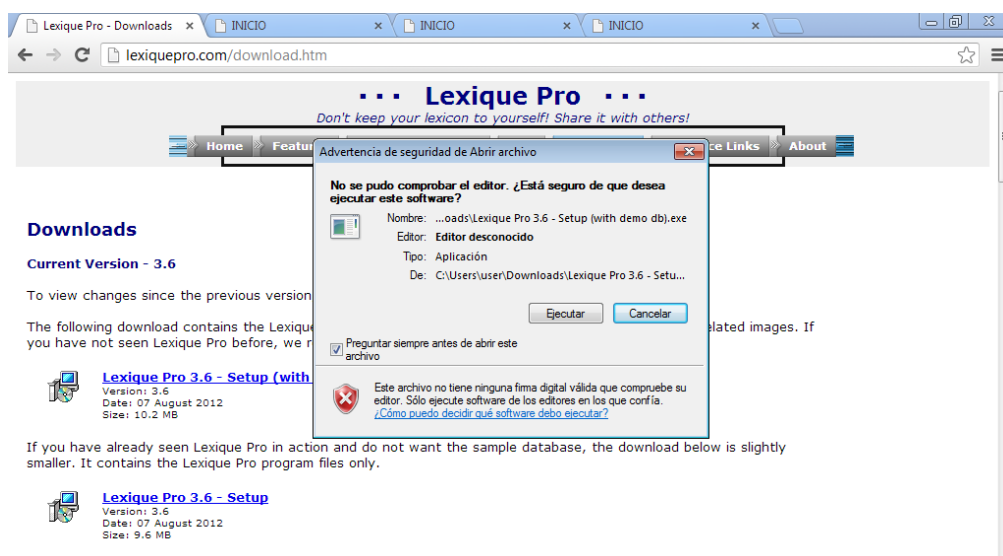 Lexique Pro - Downloads
INICIO
INICIO
INICIO
lexiquepro.com/download.htm
··· Lexique Pro ···
Don't keep your lexicon to yourself! Share it with others!
Home
ce Links
About
Advertencia de seguridad de Abrir archivo
No se pudo comprobar el editor. ¿Está seguro de que desea
ejecutar este software?
Nombre: ...oads\Lexique Pro 3.6 - Setup (with demo db).exe
Editor: Editor desconocido
Tipo: Aplicación
De: C:\Users\user\Downloads\Lexique Pro 3.6 - Setu...
Ejecutar
Cancelar
Preguntar siempre antes de abrir este
archivo
Este archivo no tiene ninguna firma digital válida que compruebe su
editor. Sólo ejecute software de los editores en los que confía.
¿Cómo puedo decidir qué software debo ejecutar?
Downloads
Current Version - 3.6
To view changes since the previous version
The following download contains the Lexique
elated images. If
you have not seen Lexique Pro before, we r
Lexique Pro 3.6 - Setup (with
Version: 3.6
Date: 07 August 2012
Size: 10.2 MB
If you have already seen Lexique Pro in action and do not want the sample database, the download below is slightly
smaller. It contains the Lexique Pro program files only.
Lexique Pro 3.6 - Setup
Version: 3.6
Date: 07 August 2012
Size: 9.6 MB